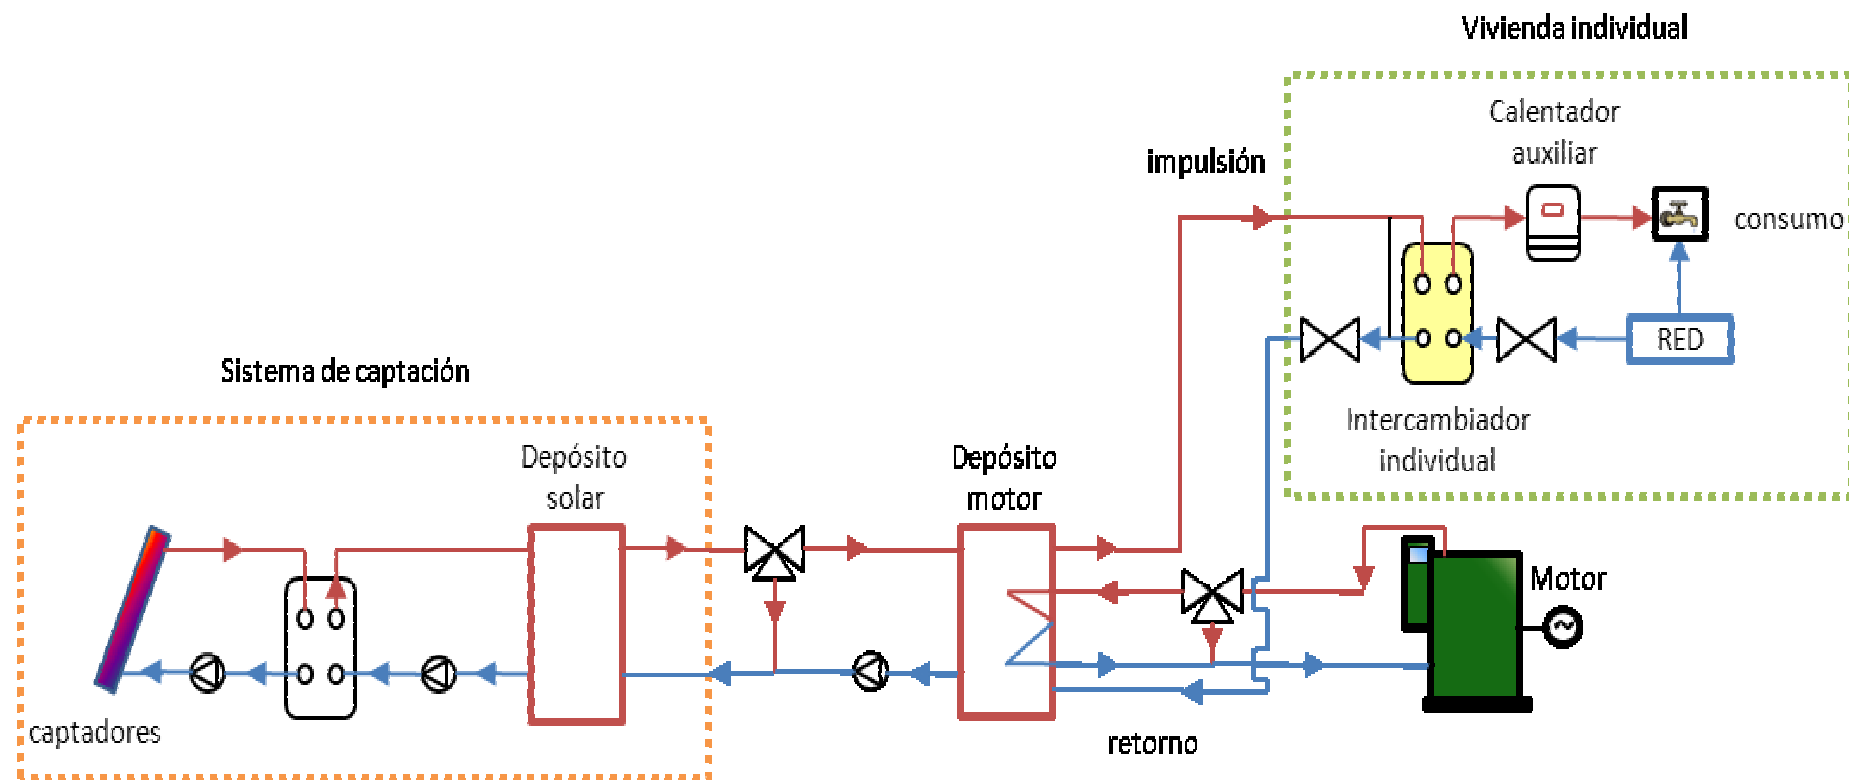 Vivienda individual
Calentador
auxiliar
impulsión
consumo
RED
Sistema de captación
Intercambiador
individual
Depósito
solar
Depósito
motor
Motor
captadores
retorno